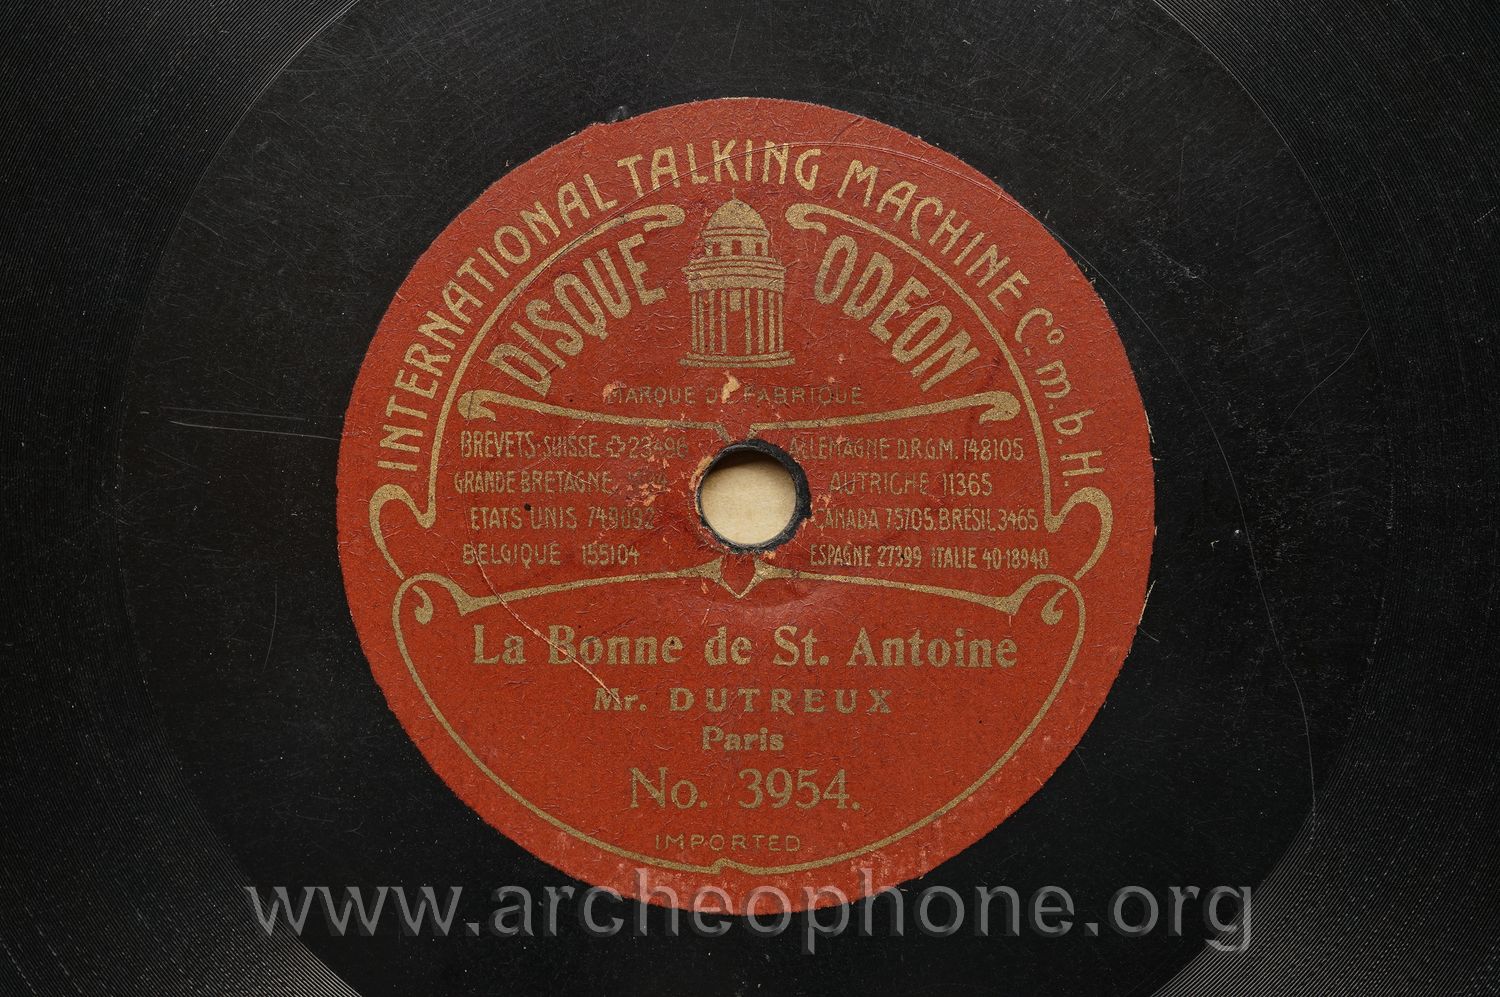 INTERNATIONAL TALKING MACHINE Co. m. b. H.
DISQUE ODEON
MARQUE DE FABRIQUE
BREVETS: SUISSE 23496
GRANDE BRETAGNE
ETATS UNIS 749092
BELGIQUE 155104
ALLEMAGNE D.R.G.M. 148105
AUTRICHE 11365
CANADA 75705. BRÉSIL 3465
ESPAGNE 27399 ITALIE 40-18940
La Bonne de St. Antoine
Mr. DUTREUX
Paris
No. 3954.
IMPORTED
www.archeophone.org